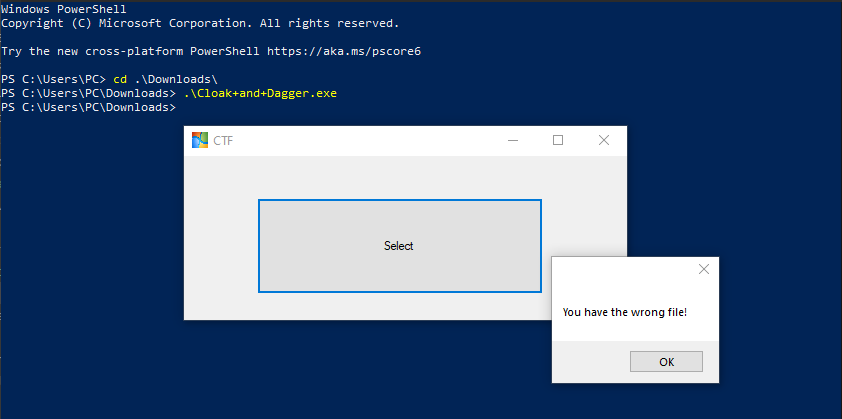 Windows PowerShell
Copyright (C) Microsoft Corporation. All rights reserved.
Try the new cross-platform PowerShell https://aka.ms/pscore6
PS C:\Users\PC> cd .\Downloads\
PS C:\Users\PC\Downloads> .\Cloak+and+Dagger.exe
PS C:\Users\PC\Downloads>
CTF
Select
You have the wrong file!
OK